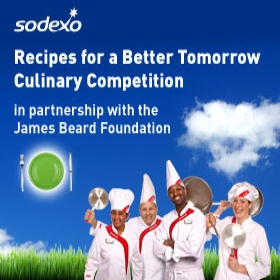 sodexo
Recipes for a Better Tomorrow
Culinary Competition
in partnership with the
James Beard Foundation